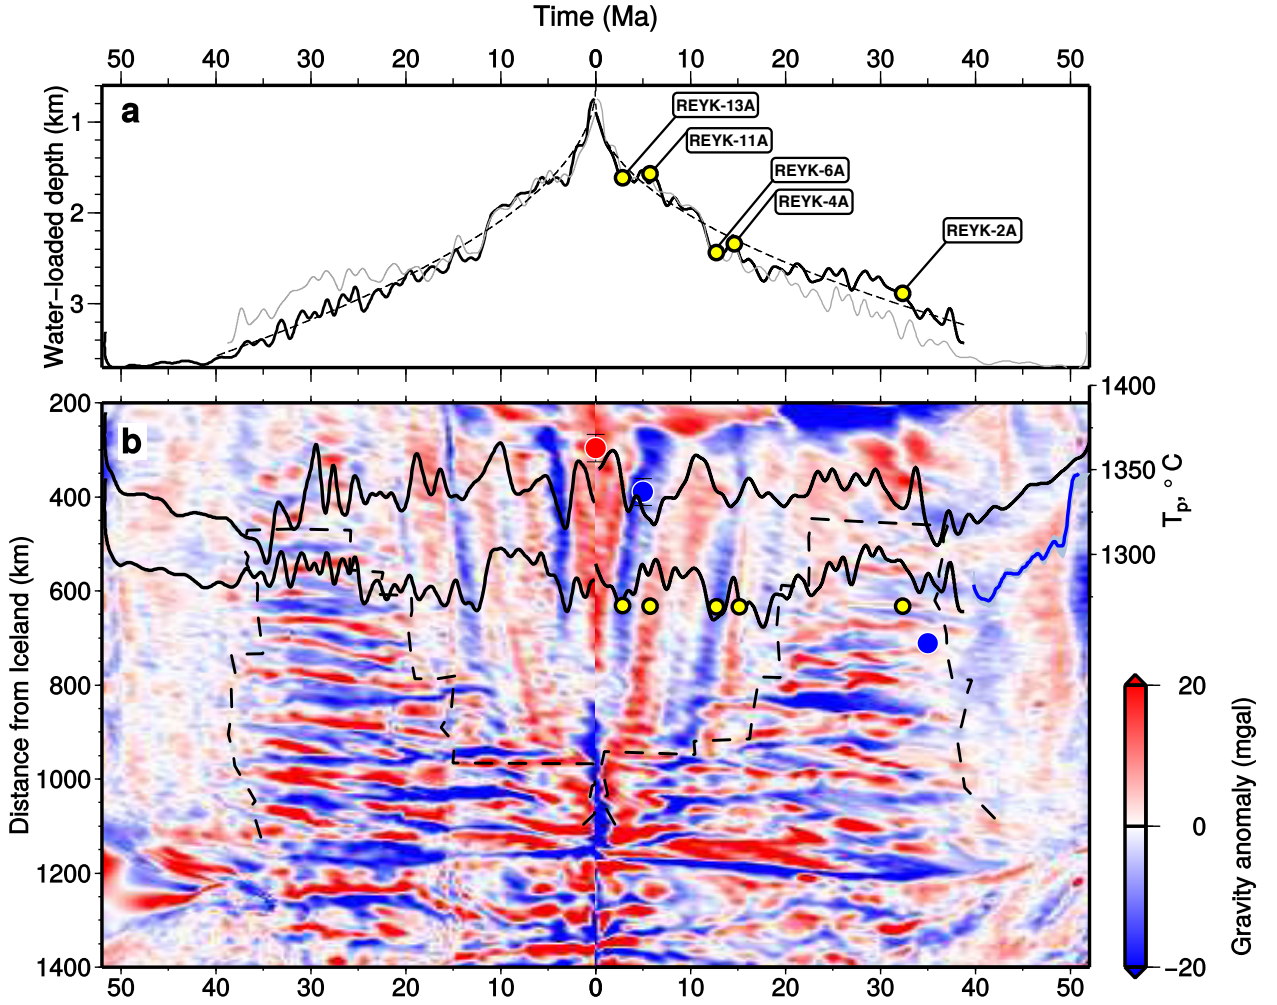 Time (Ma)
50 40 30 20 10 0 10 20 30 40 50
a
Water−loaded depth (km)
1
2
3
REYK-13A
REYK-11A
REYK-6A
REYK-4A
REYK-2A
b
Distance from Iceland (km)
200
400
600
800
1000
1200
1400
1400
1350
1300
Tp, °C
20
0
−20
Gravity anomaly (mgal)
50 40 30 20 10 0 10 20 30 40 50